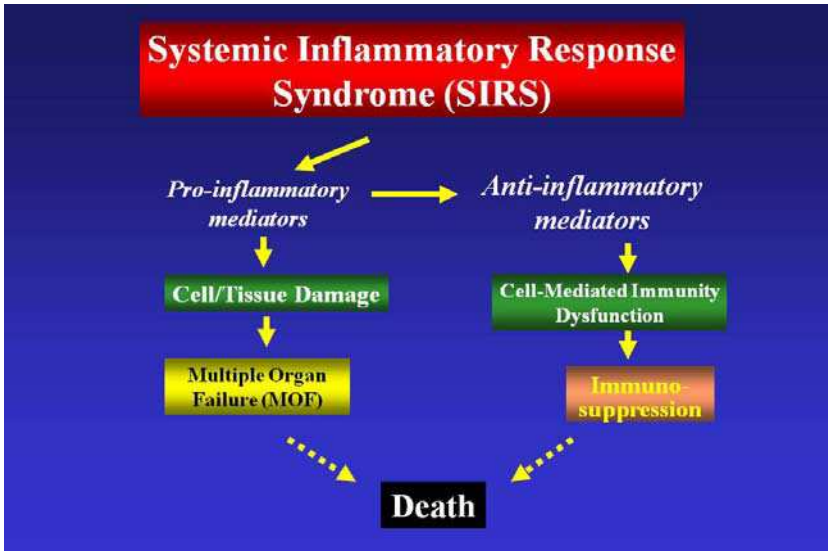 Systemic Inflammatory Response
Syndrome (SIRS)
Pro-inflammatory
mediators
Anti-inflammatory
mediators
Cell/Tissue Damage
Cell-Mediated Immunity
Dysfunction
Multiple Organ
Failure (MOF)
Immuno-
suppression
Death